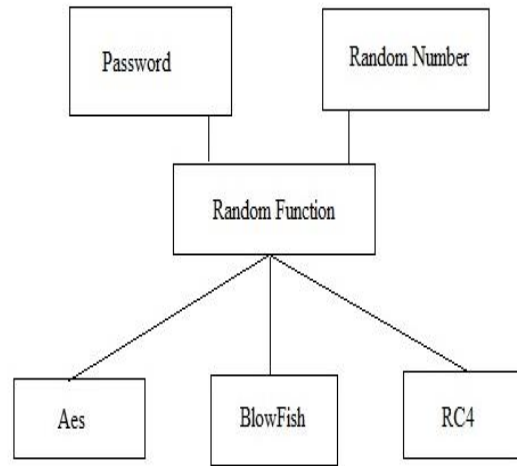 Password
Random Number
Random Function
Aes
BlowFish
RC4